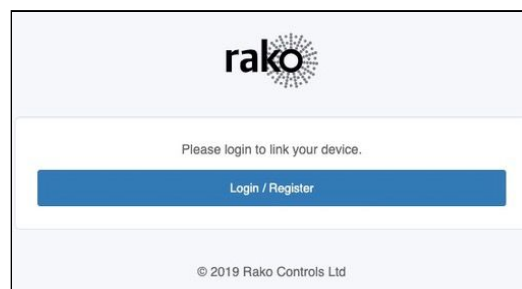 rako
Please login to link your device.
Login / Register
© 2019 Rako Controls Ltd